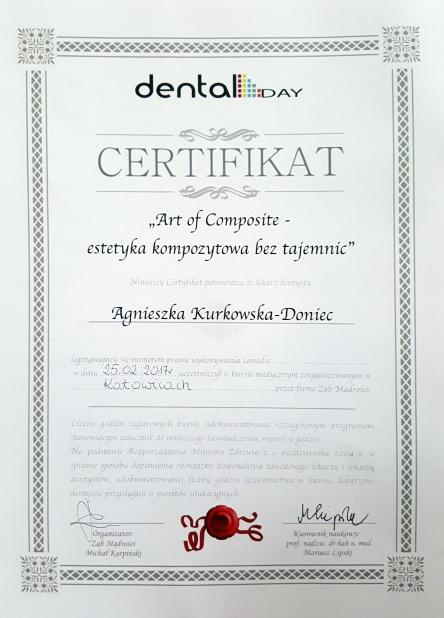 dental DAY
CERTIFIKAT
„Art of Composite -
estetyka kompozytowa bez tajemnic”
Niniejszy Certyfikat potwierdza, że lekarz dentysta
Agnieszka Kurkowska-Doniec
legitymujący się numerem prawa wykonywania zawodu:
w dniu 25.02.2017r. uczestniczył w kursie medycznym zorganizowanym w
Katowicach przez firmę Ząb Mądrości.
Liczba godzin zegarowych kursu, udokumentowana szczegółowym programem
stanowiącym załącznik do niniejszego zaświadczenia, wynosi 6 godzin.
Na podstawie Rozporządzenia Ministra Zdrowia z 1 października 2004 r. w
sprawie sposobu dopełnienia obowiązku doskonalenia zawodowego lekarzy i lekarzy
dentystów, udokumentowanej liczby godzin uczestnictwa w kursie, lekarzowi
dentyście przysługuje 6 punktów edukacyjnych.
Organizator:
Ząb Mądrości
Michał Karpiński
Kierownik naukowy:
prof. nadzw. dr hab n. med.
Mariusz Lipski